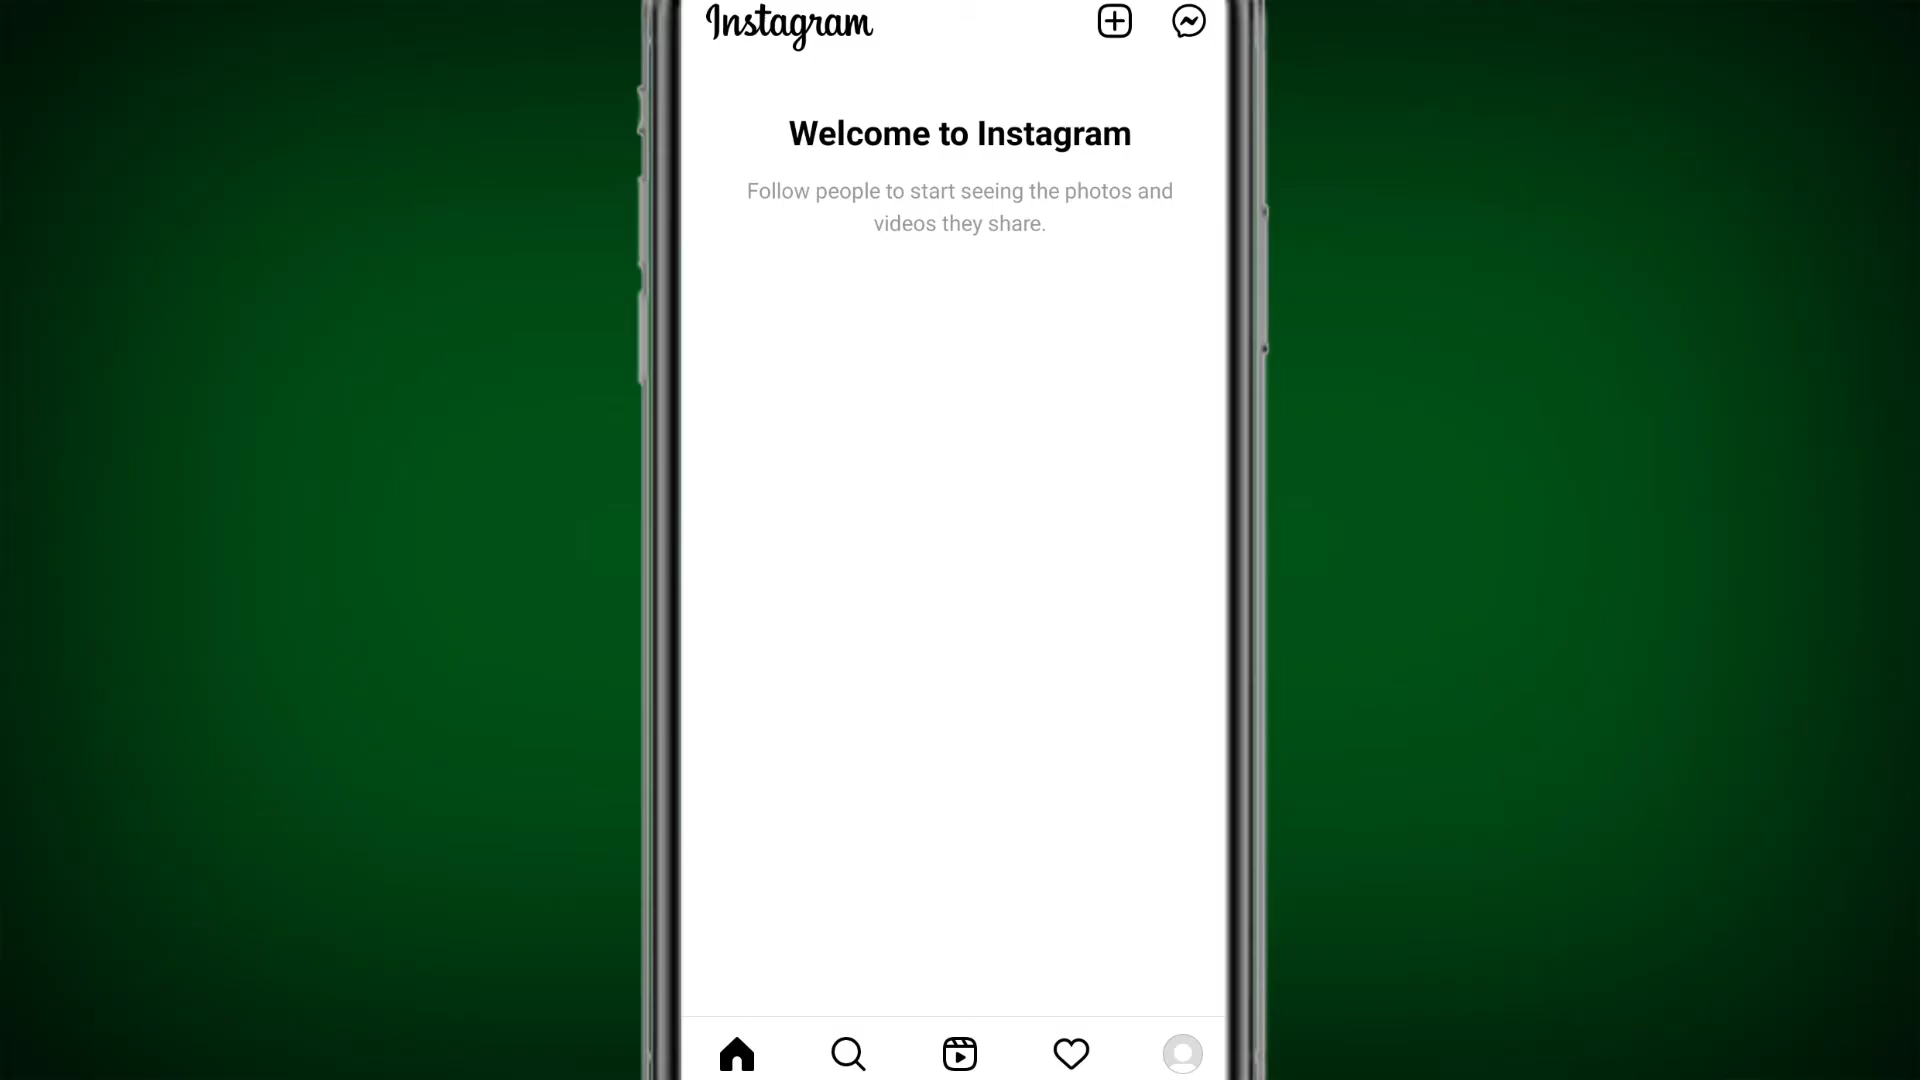 Instagram
Welcome to Instagram
Follow people to start seeing the photos and
videos they share.